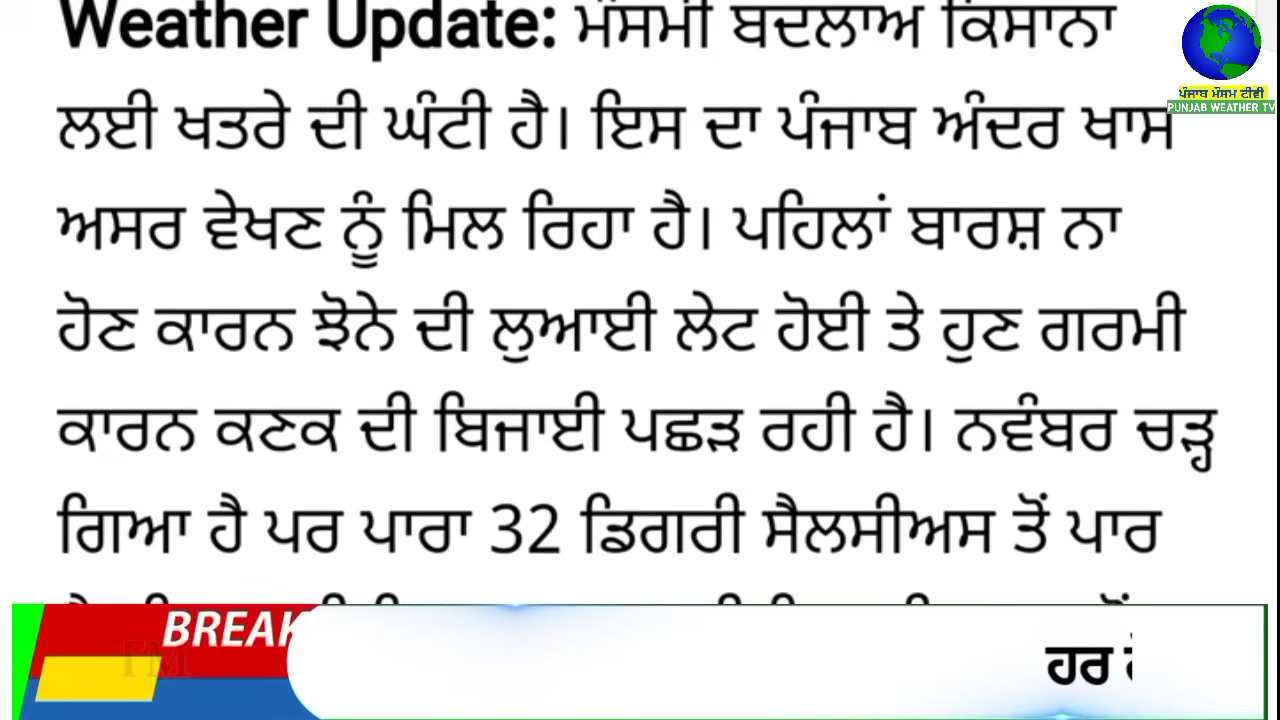 Weather Update: ਮੌਸਮੀ ਬਦਲਾਅ ਕਿਸਾਨਾਂ
ਲਈ ਖਤਰੇ ਦੀ ਘੰਟੀ ਹੈ। ਇਸ ਦਾ ਪੰਜਾਬ ਅੰਦਰ ਖਾਸ
ਅਸਰ ਵੇਖਣ ਨੂੰ ਮਿਲ ਰਿਹਾ ਹੈ। ਪਹਿਲਾਂ ਬਾਰਸ਼ ਨਾ
ਹੋਣ ਕਾਰਨ ਝੋਨੇ ਦੀ ਲੁਆਈ ਲੇਟ ਹੋਈ ਤੇ ਹੁਣ ਗਰਮੀ
ਕਾਰਨ ਕਣਕ ਦੀ ਬਿਜਾਈ ਪਛੜ ਰਹੀ ਹੈ। ਨਵੰਬਰ ਚੜ੍ਹ
ਗਿਆ ਹੈ ਪਰ ਪਾਰਾ 32 ਡਿਗਰੀ ਸੈਲਸੀਅਸ ਤੋਂ ਪਾਰ
ਪੰਜਾਬ ਮੌਸਮ ਟੀਵੀ
PUNJAB WEATHER TV
BREAK
ਹਰ